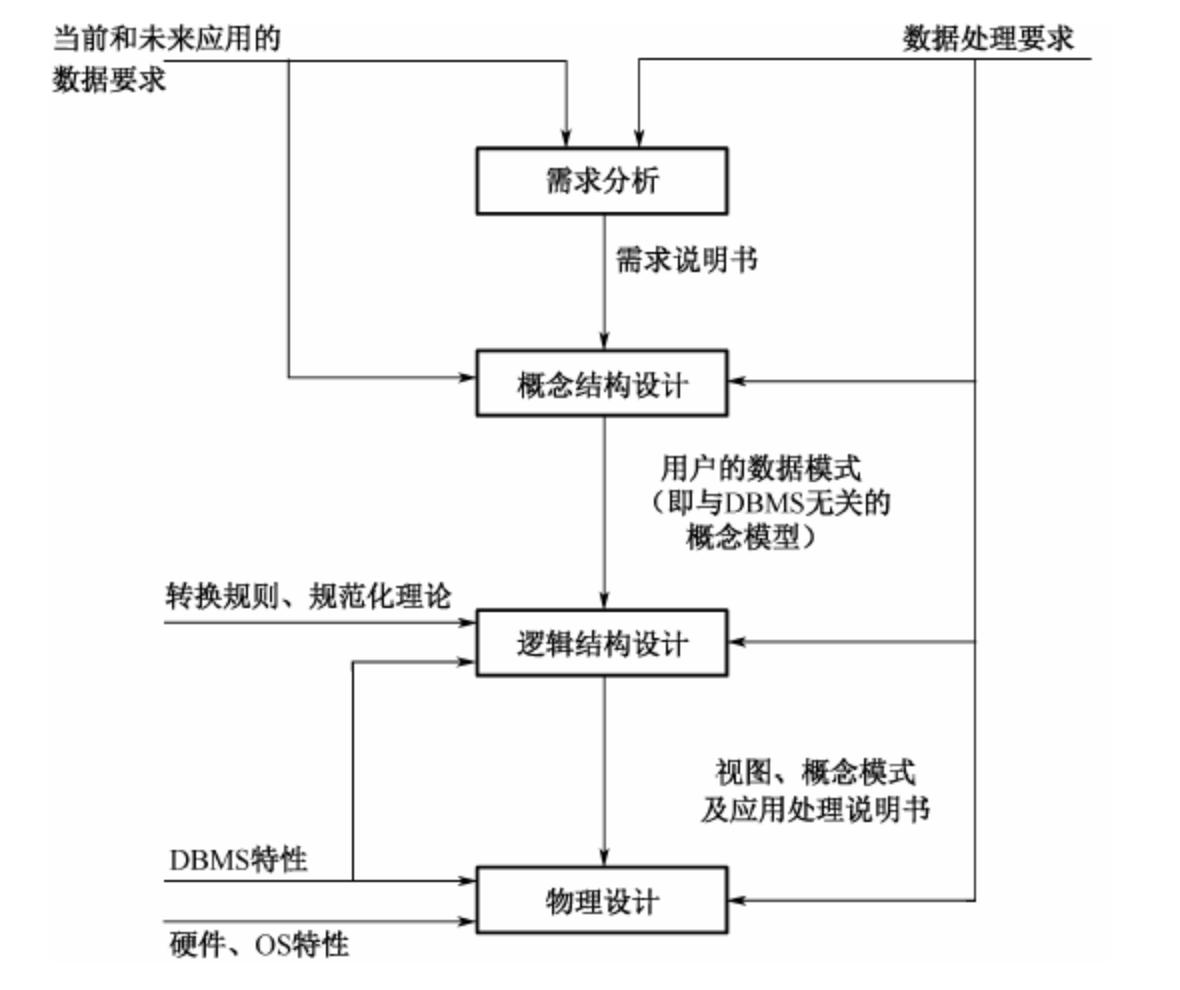 当前和未来应用的
数据要求
数据处理要求
需求分析
需求说明书
概念结构设计
用户的数据模式
（即与DBMS无关的
概念模型）
转换规则、规范化理论
逻辑结构设计
视图、概念模式
及应用处理说明书
DBMS特性
物理设计
硬件、OS特性